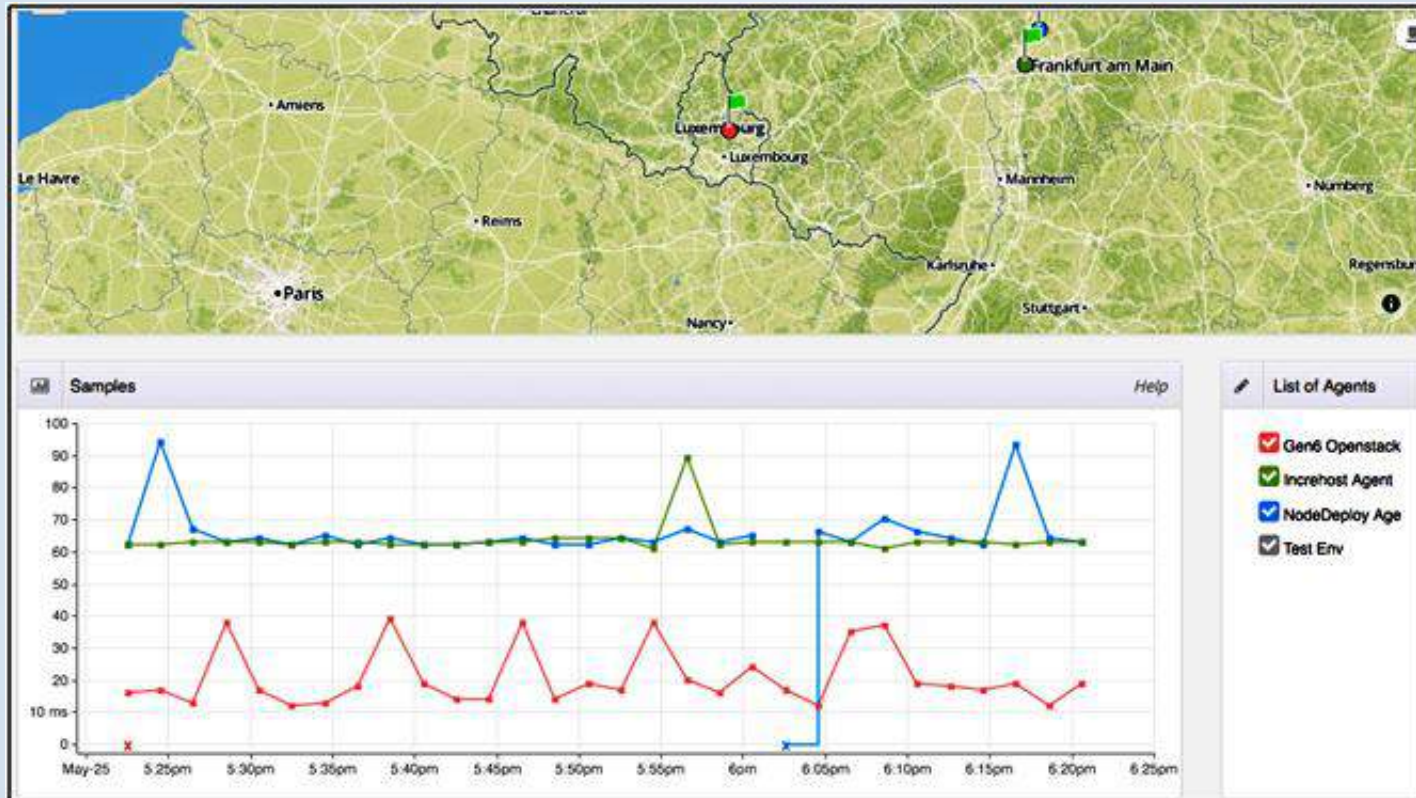 Frankfurt am Main
Amiens
Luxembourg
Luxembourg
Le Havre
Mannheim
Nurnberg
Reims
Karlsruhe
Paris
Stuttgart
Nancy
Samples
Help
List of Agents
100
90
80
70
60
50
40
30
20
10 ms
0
May-25 5.25pm 5.30pm 5.35pm 5.40pm 5.45pm 5.50pm 5.55pm 6pm 6.05pm 6.10pm 6.15pm 6.20pm 6.25pm
Gen6 Openstack
Increhost Agent
NodeDeploy Age
Test Env